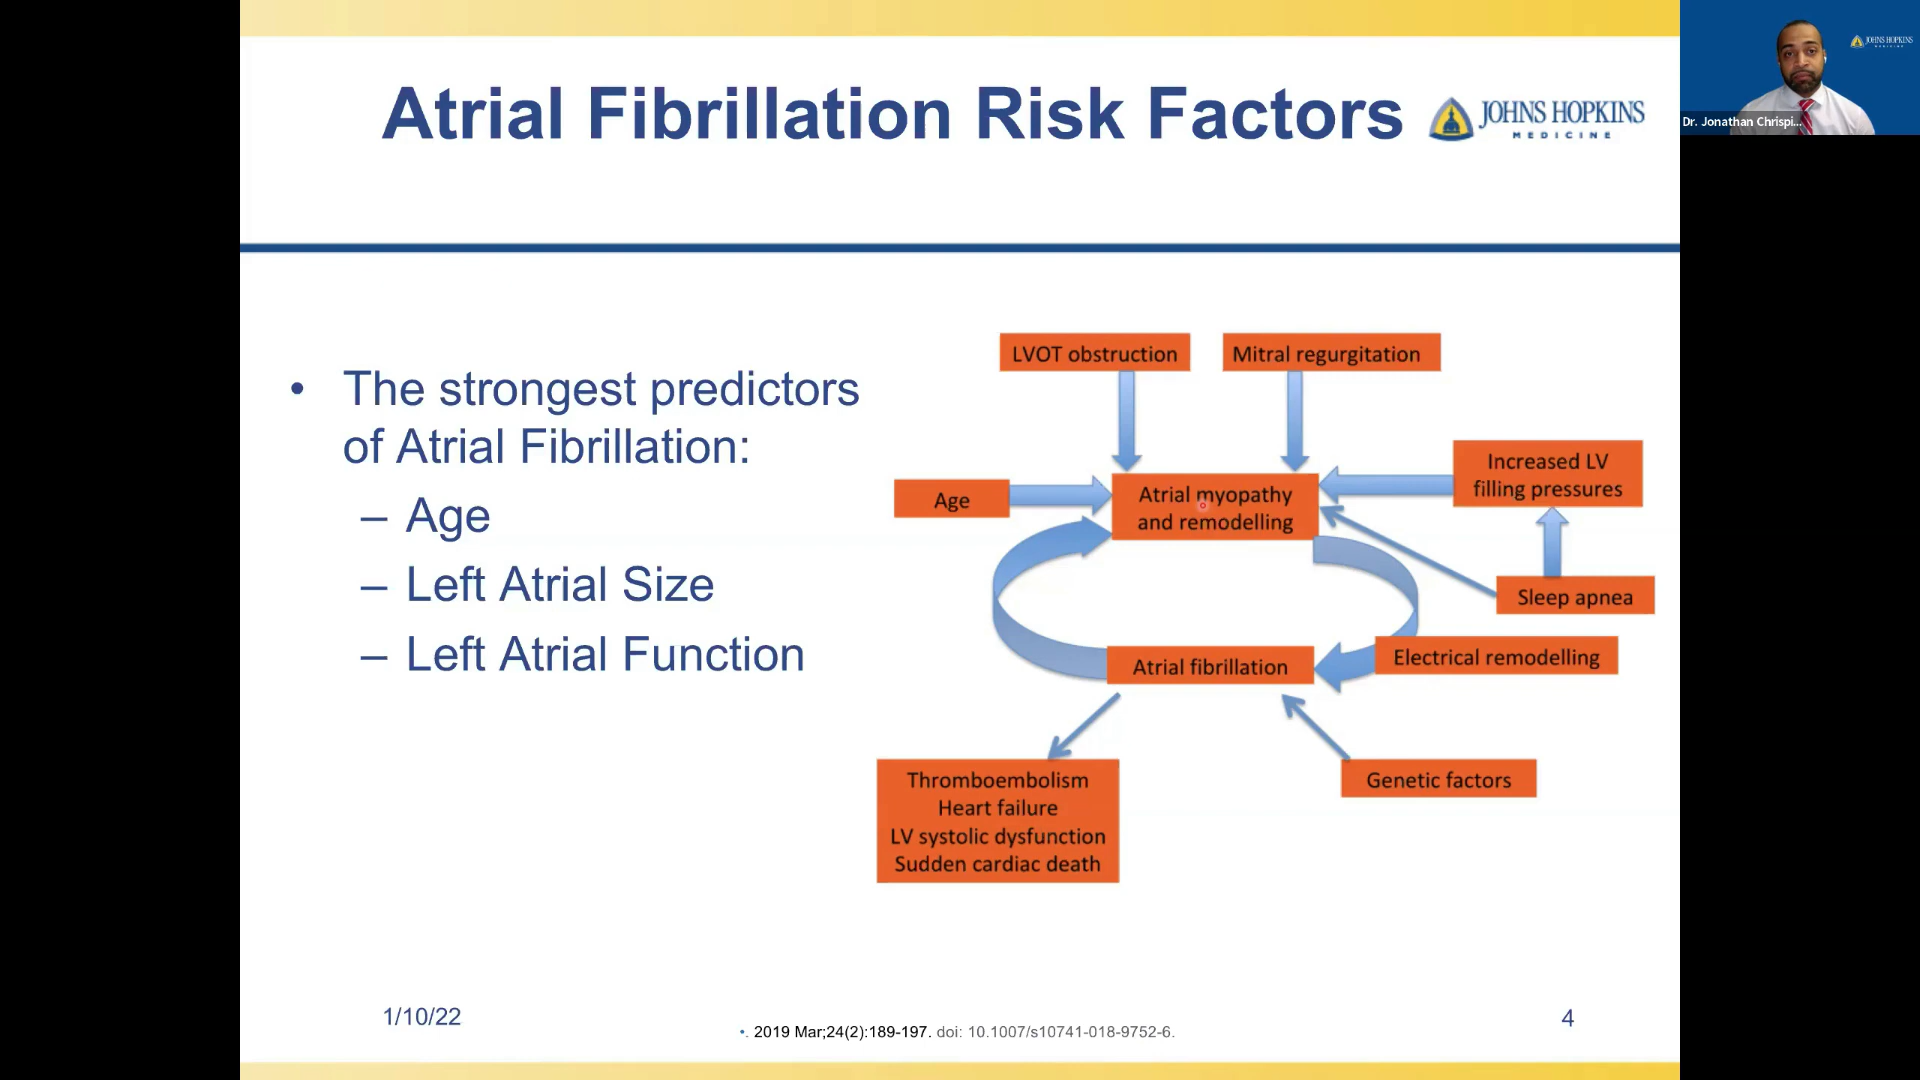 Atrial Fibrillation Risk Factors
JOHNS HOPKINS
MEDICINE
JOHNS HOPKINS
MEDICINE
Dr. Jonathan Chrispi...
• The strongest predictors
of Atrial Fibrillation:
– Age
– Left Atrial Size
– Left Atrial Function
LVOT obstruction
Mitral regurgitation
Increased LV
filling pressures
Age
Atrial myopathy
and remodelling
Sleep apnea
Electrical remodelling
Atrial fibrillation
Thromboembolism
Heart failure
LV systolic dysfunction
Sudden cardiac death
Genetic factors
1/10/22
•. 2019 Mar;24(2):189-197. doi: 10.1007/s10741-018-9752-6.
4